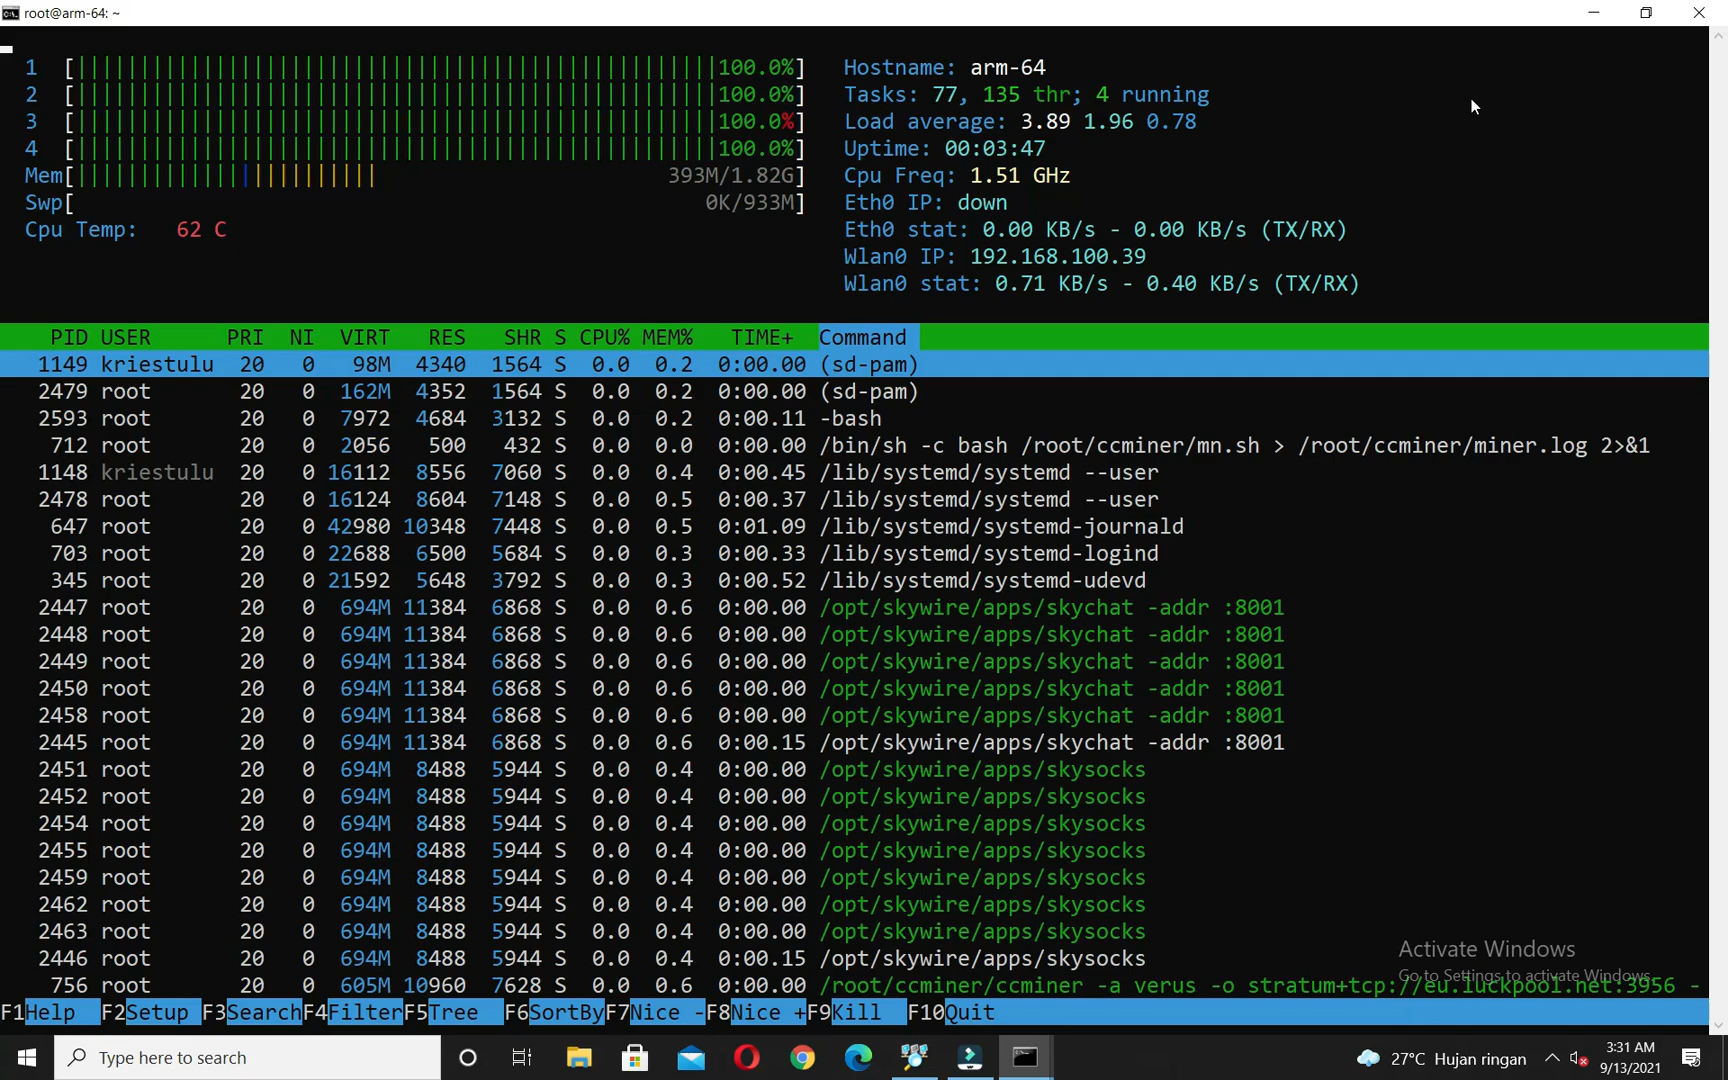 root@arm-64: ~
1 [100.0%]
2 [100.0%]
3 [100.0%]
4 [100.0%]
Mem[393M/1.82G]
Swp[0K/933M]
Cpu Temp: 62 C
Hostname: arm-64
Tasks: 77, 135 thr; 4 running
Load average: 3.89 1.96 0.78
Uptime: 00:03:47
Cpu Freq: 1.51 GHz
Eth0 IP: down
Eth0 stat: 0.00 KB/s - 0.00 KB/s (TX/RX)
Wlan0 IP: 192.168.100.39
Wlan0 stat: 0.71 KB/s - 0.40 KB/s (TX/RX)
PID USER PRI NI VIRT RES SHR S CPU% MEM% TIME+ Command
1149 kriestulu 20 0 98M 4340 1564 S 0.0 0.2 0:00.00 (sd-pam)
2479 root 20 0 162M 4352 1564 S 0.0 0.2 0:00.00 (sd-pam)
2593 root 20 0 7972 4684 3132 S 0.0 0.2 0:00.11 -bash
712 root 20 0 2056 500 432 S 0.0 0.0 0:00.00 /bin/sh -c bash /root/ccminer/mn.sh > /root/ccminer/miner.log 2>&1
1148 kriestulu 20 0 16112 8556 7060 S 0.0 0.4 0:00.45 /lib/systemd/systemd --user
2478 root 20 0 16124 8604 7148 S 0.0 0.5 0:00.37 /lib/systemd/systemd --user
647 root 20 0 42980 10348 7448 S 0.0 0.5 0:01.09 /lib/systemd/systemd-journald
703 root 20 0 22688 6500 5684 S 0.0 0.3 0:00.33 /lib/systemd/systemd-logind
345 root 20 0 21592 5648 3792 S 0.0 0.3 0:00.52 /lib/systemd/systemd-udevd
2447 root 20 0 694M 11384 6868 S 0.0 0.6 0:00.00 /opt/skywire/apps/skychat -addr :8001
2448 root 20 0 694M 11384 6868 S 0.0 0.6 0:00.00 /opt/skywire/apps/skychat -addr :8001
2449 root 20 0 694M 11384 6868 S 0.0 0.6 0:00.00 /opt/skywire/apps/skychat -addr :8001
2450 root 20 0 694M 11384 6868 S 0.0 0.6 0:00.00 /opt/skywire/apps/skychat -addr :8001
2458 root 20 0 694M 11384 6868 S 0.0 0.6 0:00.00 /opt/skywire/apps/skychat -addr :8001
2445 root 20 0 694M 11384 6868 S 0.0 0.6 0:00.15 /opt/skywire/apps/skychat -addr :8001
2451 root 20 0 694M 8488 5944 S 0.0 0.4 0:00.00 /opt/skywire/apps/skysocks
2452 root 20 0 694M 8488 5944 S 0.0 0.4 0:00.00 /opt/skywire/apps/skysocks
2454 root 20 0 694M 8488 5944 S 0.0 0.4 0:00.00 /opt/skywire/apps/skysocks
2455 root 20 0 694M 8488 5944 S 0.0 0.4 0:00.00 /opt/skywire/apps/skysocks
2459 root 20 0 694M 8488 5944 S 0.0 0.4 0:00.00 /opt/skywire/apps/skysocks
2462 root 20 0 694M 8488 5944 S 0.0 0.4 0:00.00 /opt/skywire/apps/skysocks
2463 root 20 0 694M 8488 5944 S 0.0 0.4 0:00.00 /opt/skywire/apps/skysocks
2446 root 20 0 694M 8488 5944 S 0.0 0.4 0:00.15 /opt/skywire/apps/skysocks
756 root 20 0 605M 10960 7628 S 0.0 0.6 0:00.00 /root/ccminer/ccminer -a verus -o stratum+tcp://eu.luckpool.net:3956 -
Activate Windows
Go to Settings to activate Windows.
F1Help F2Setup F3SearchF4FilterF5Tree F6SortByF7Nice -F8Nice +F9Kill F10Quit
Type here to search
27°C Hujan ringan
3:31 AM
9/13/2021